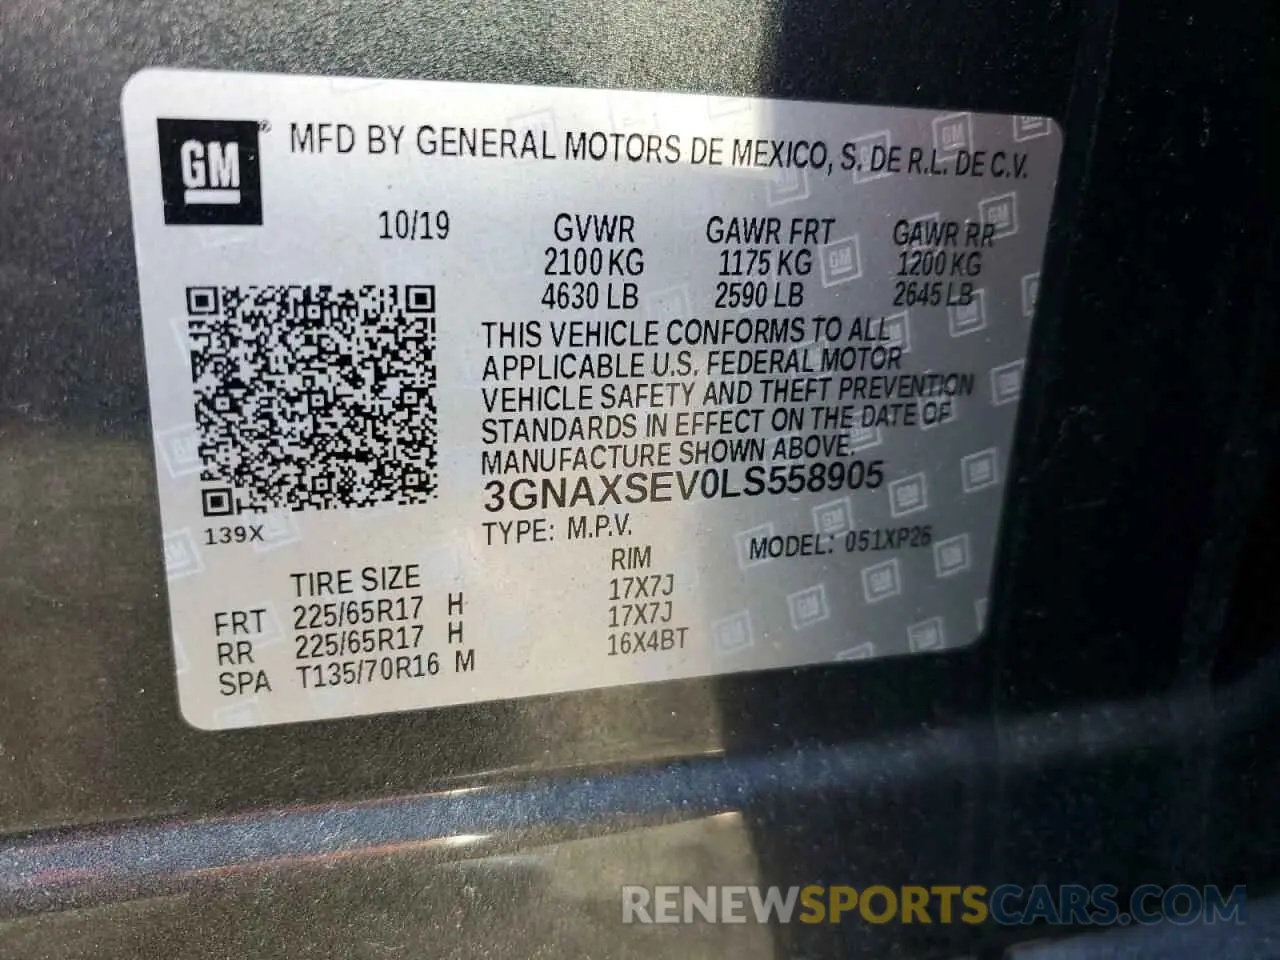 GM® MFD BY GENERAL MOTORS DE MEXICO, S. DE R.L. DE C.V.
10/19 GVWR GAWR FRT GAWR RR
2100 KG 1175 KG 1200 KG
4630 LB 2590 LB 2645 LB
THIS VEHICLE CONFORMS TO ALL
APPLICABLE U.S. FEDERAL MOTOR
VEHICLE SAFETY AND THEFT PREVENTION
STANDARDS IN EFFECT ON THE DATE OF
MANUFACTURE SHOWN ABOVE.
3GNAXSEV0LS558905
139X TYPE: M.P.V. MODEL: 051XP26
TIRE SIZE RIM
FRT 225/65R17 H 17X7J
RR 225/65R17 H 17X7J
SPA T135/70R16 M 16X4BT
RENEWSPORTSCARS.COM